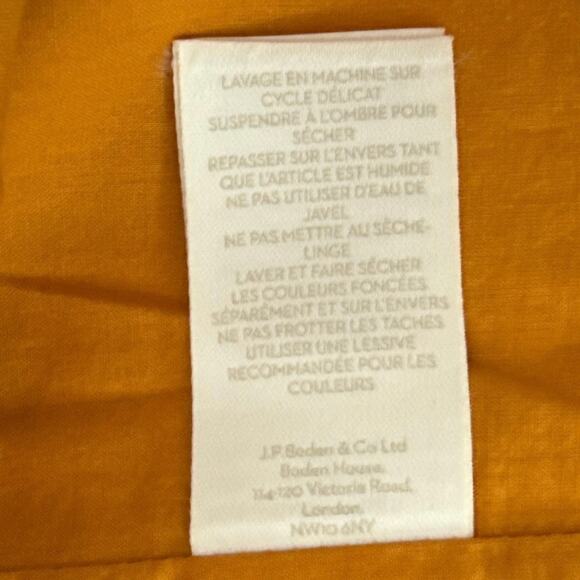 LAVAGE EN MACHINE SUR
CYCLE DÉLICAT
SUSPENDRE À L'OMBRE POUR
SÉCHER
REPASSER SUR L'ENVERS TANT
QUE L'ARTICLE EST HUMIDE
NE PAS UTILISER D'EAU DE
JAVEL
NE PAS METTRE AU SÈCHE-
LINGE
LAVER ET FAIRE SÉCHER
LES COULEURS FONCÉES
SÉPARÉMENT ET SUR L'ENVERS
NE PAS FROTTER LES TACHES
UTILISER UNE LESSIVE
RECOMMANDÉE POUR LES
COULEURS
J.P.Boden & Co Ltd
Boden House,
114-120 Victoria Road,
London,
NW10 6NY